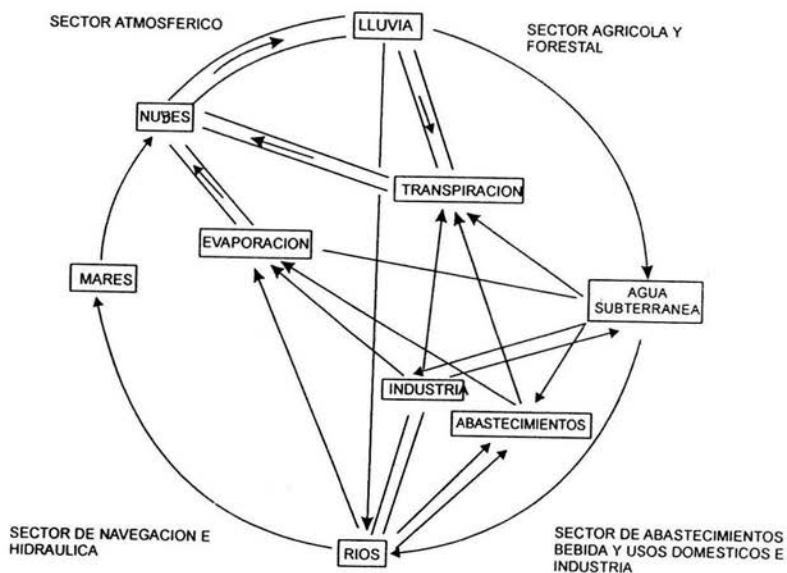 SECTOR ATMOSFERICO
LLUVIA
SECTOR AGRICOLA Y
FORESTAL
NUBES
TRANSPIRACION
EVAPORACION
MARES
AGUA
SUBTERRANEA
INDUSTRIA
ABASTECIMIENTOS
SECTOR DE NAVEGACION E
HIDRAULICA
RIOS
SECTOR DE ABASTECIMIENTOS
BEBIDA Y USOS DOMESTICOS E
INDUSTRIA